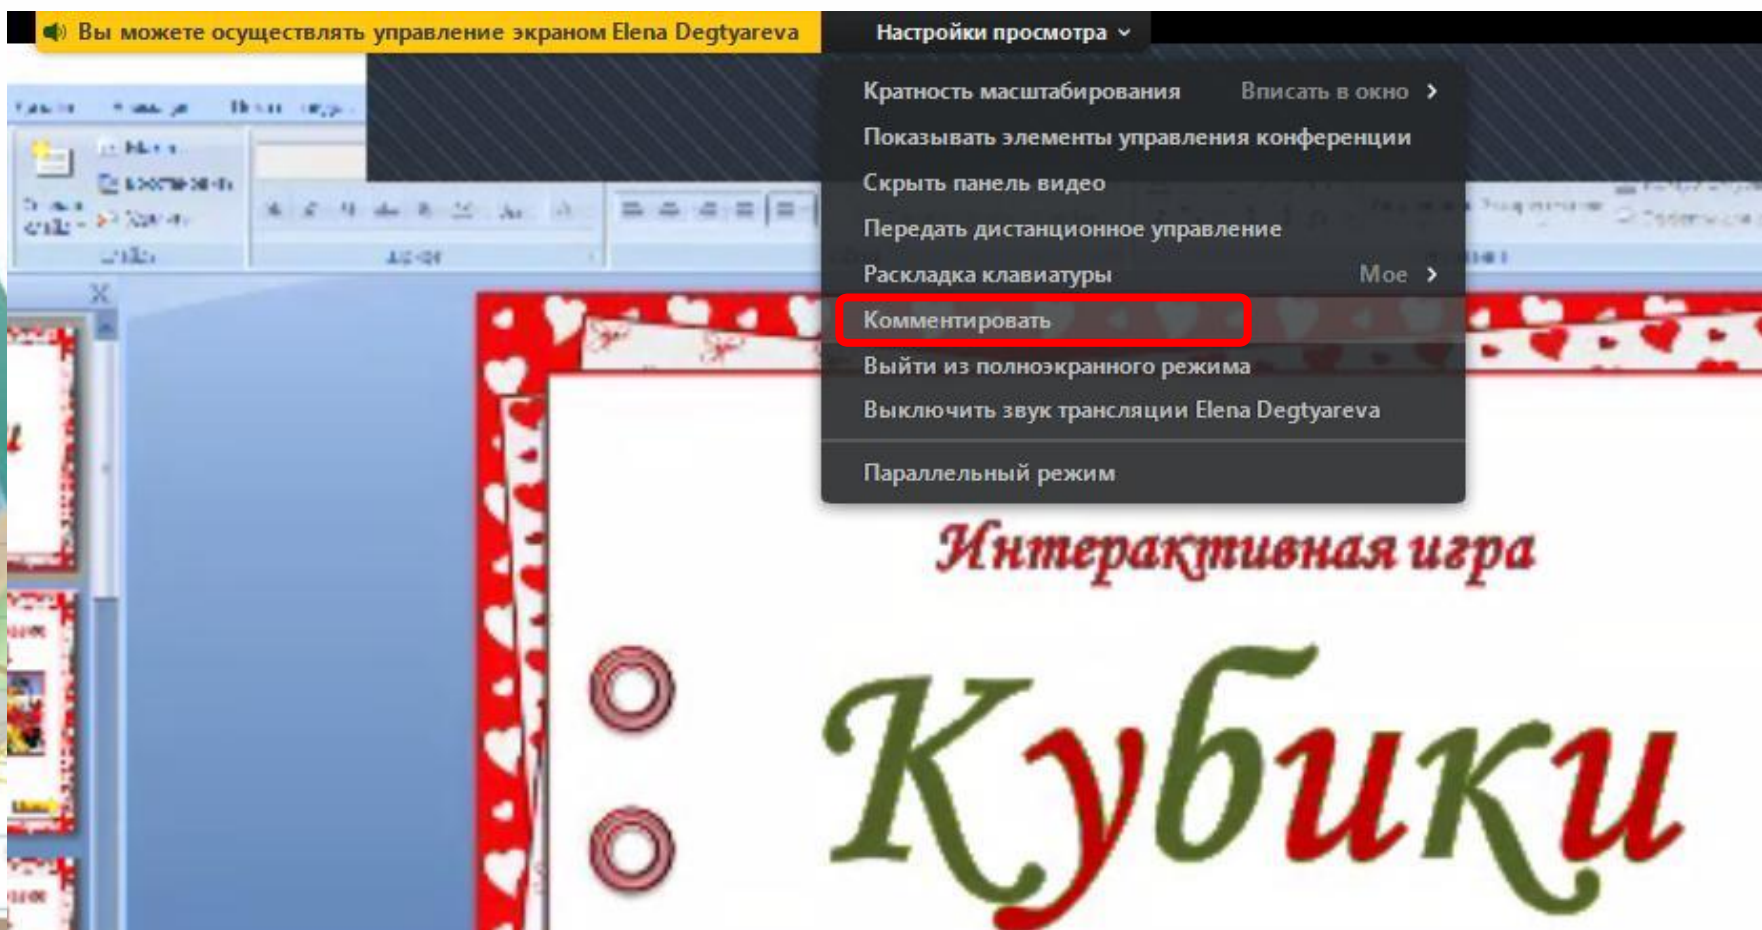 Вы можете осуществлять управление экраном Elena Degtyareva
Настройки просмотра
Кратность масштабирования Вписать в окно
Показывать элементы управления конференции
Скрыть панель видео
Передать дистанционное управление
Раскладка клавиатуры Мое
Комментировать
Выйти из полноэкранного режима
Выключить звук трансляции Elena Degtyareva
Параллельный режим
Интерактивная игра
Кубики